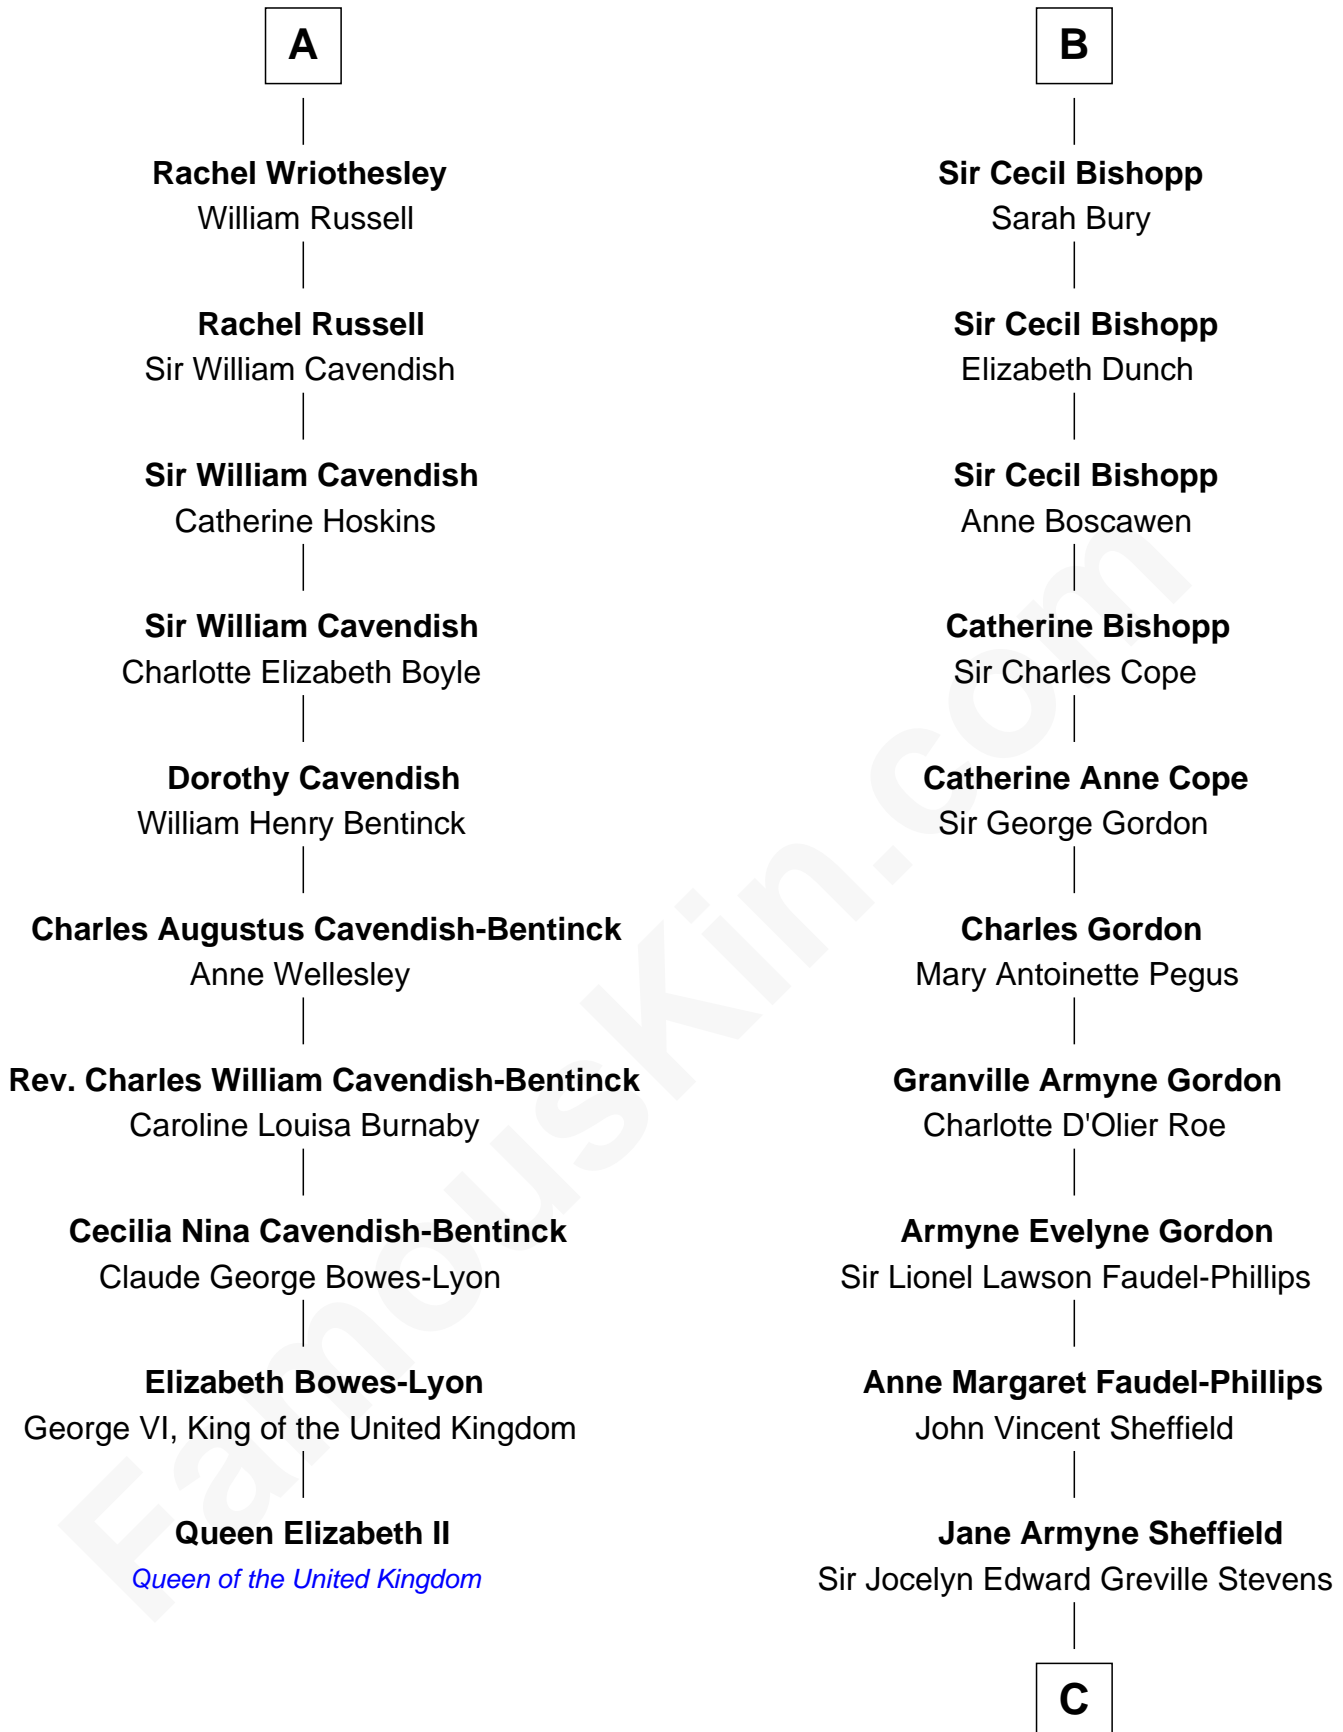 A
Rachel Wriothesley
William Russell
Rachel Russell
Sir William Cavendish
Sir William Cavendish
Catherine Hoskins
Sir William Cavendish
Charlotte Elizabeth Boyle
Dorothy Cavendish
William Henry Bentinck
Charles Augustus Cavendish-Bentinck
Anne Wellesley
Rev. Charles William Cavendish-Bentinck
Caroline Louisa Burnaby
Cecilia Nina Cavendish-Bentinck
Claude George Bowes-Lyon
Elizabeth Bowes-Lyon
George VI, King of the United Kingdom
Queen Elizabeth II
Queen of the United Kingdom
B
Sir Cecil Bishopp
Sarah Bury
Sir Cecil Bishopp
Elizabeth Dunch
Sir Cecil Bishopp
Anne Boscawen
Catherine Bishopp
Sir Charles Cope
Catherine Anne Cope
Sir George Gordon
Charles Gordon
Mary Antoinette Pegus
Granville Armyne Gordon
Charlotte D'Olier Roe
Armyne Evelyne Gordon
Sir Lionel Lawson Faudel-Phillips
Anne Margaret Faudel-Phillips
John Vincent Sheffield
Jane Armyne Sheffield
Sir Jocelyn Edward Greville Stevens
C
FamousKin.com